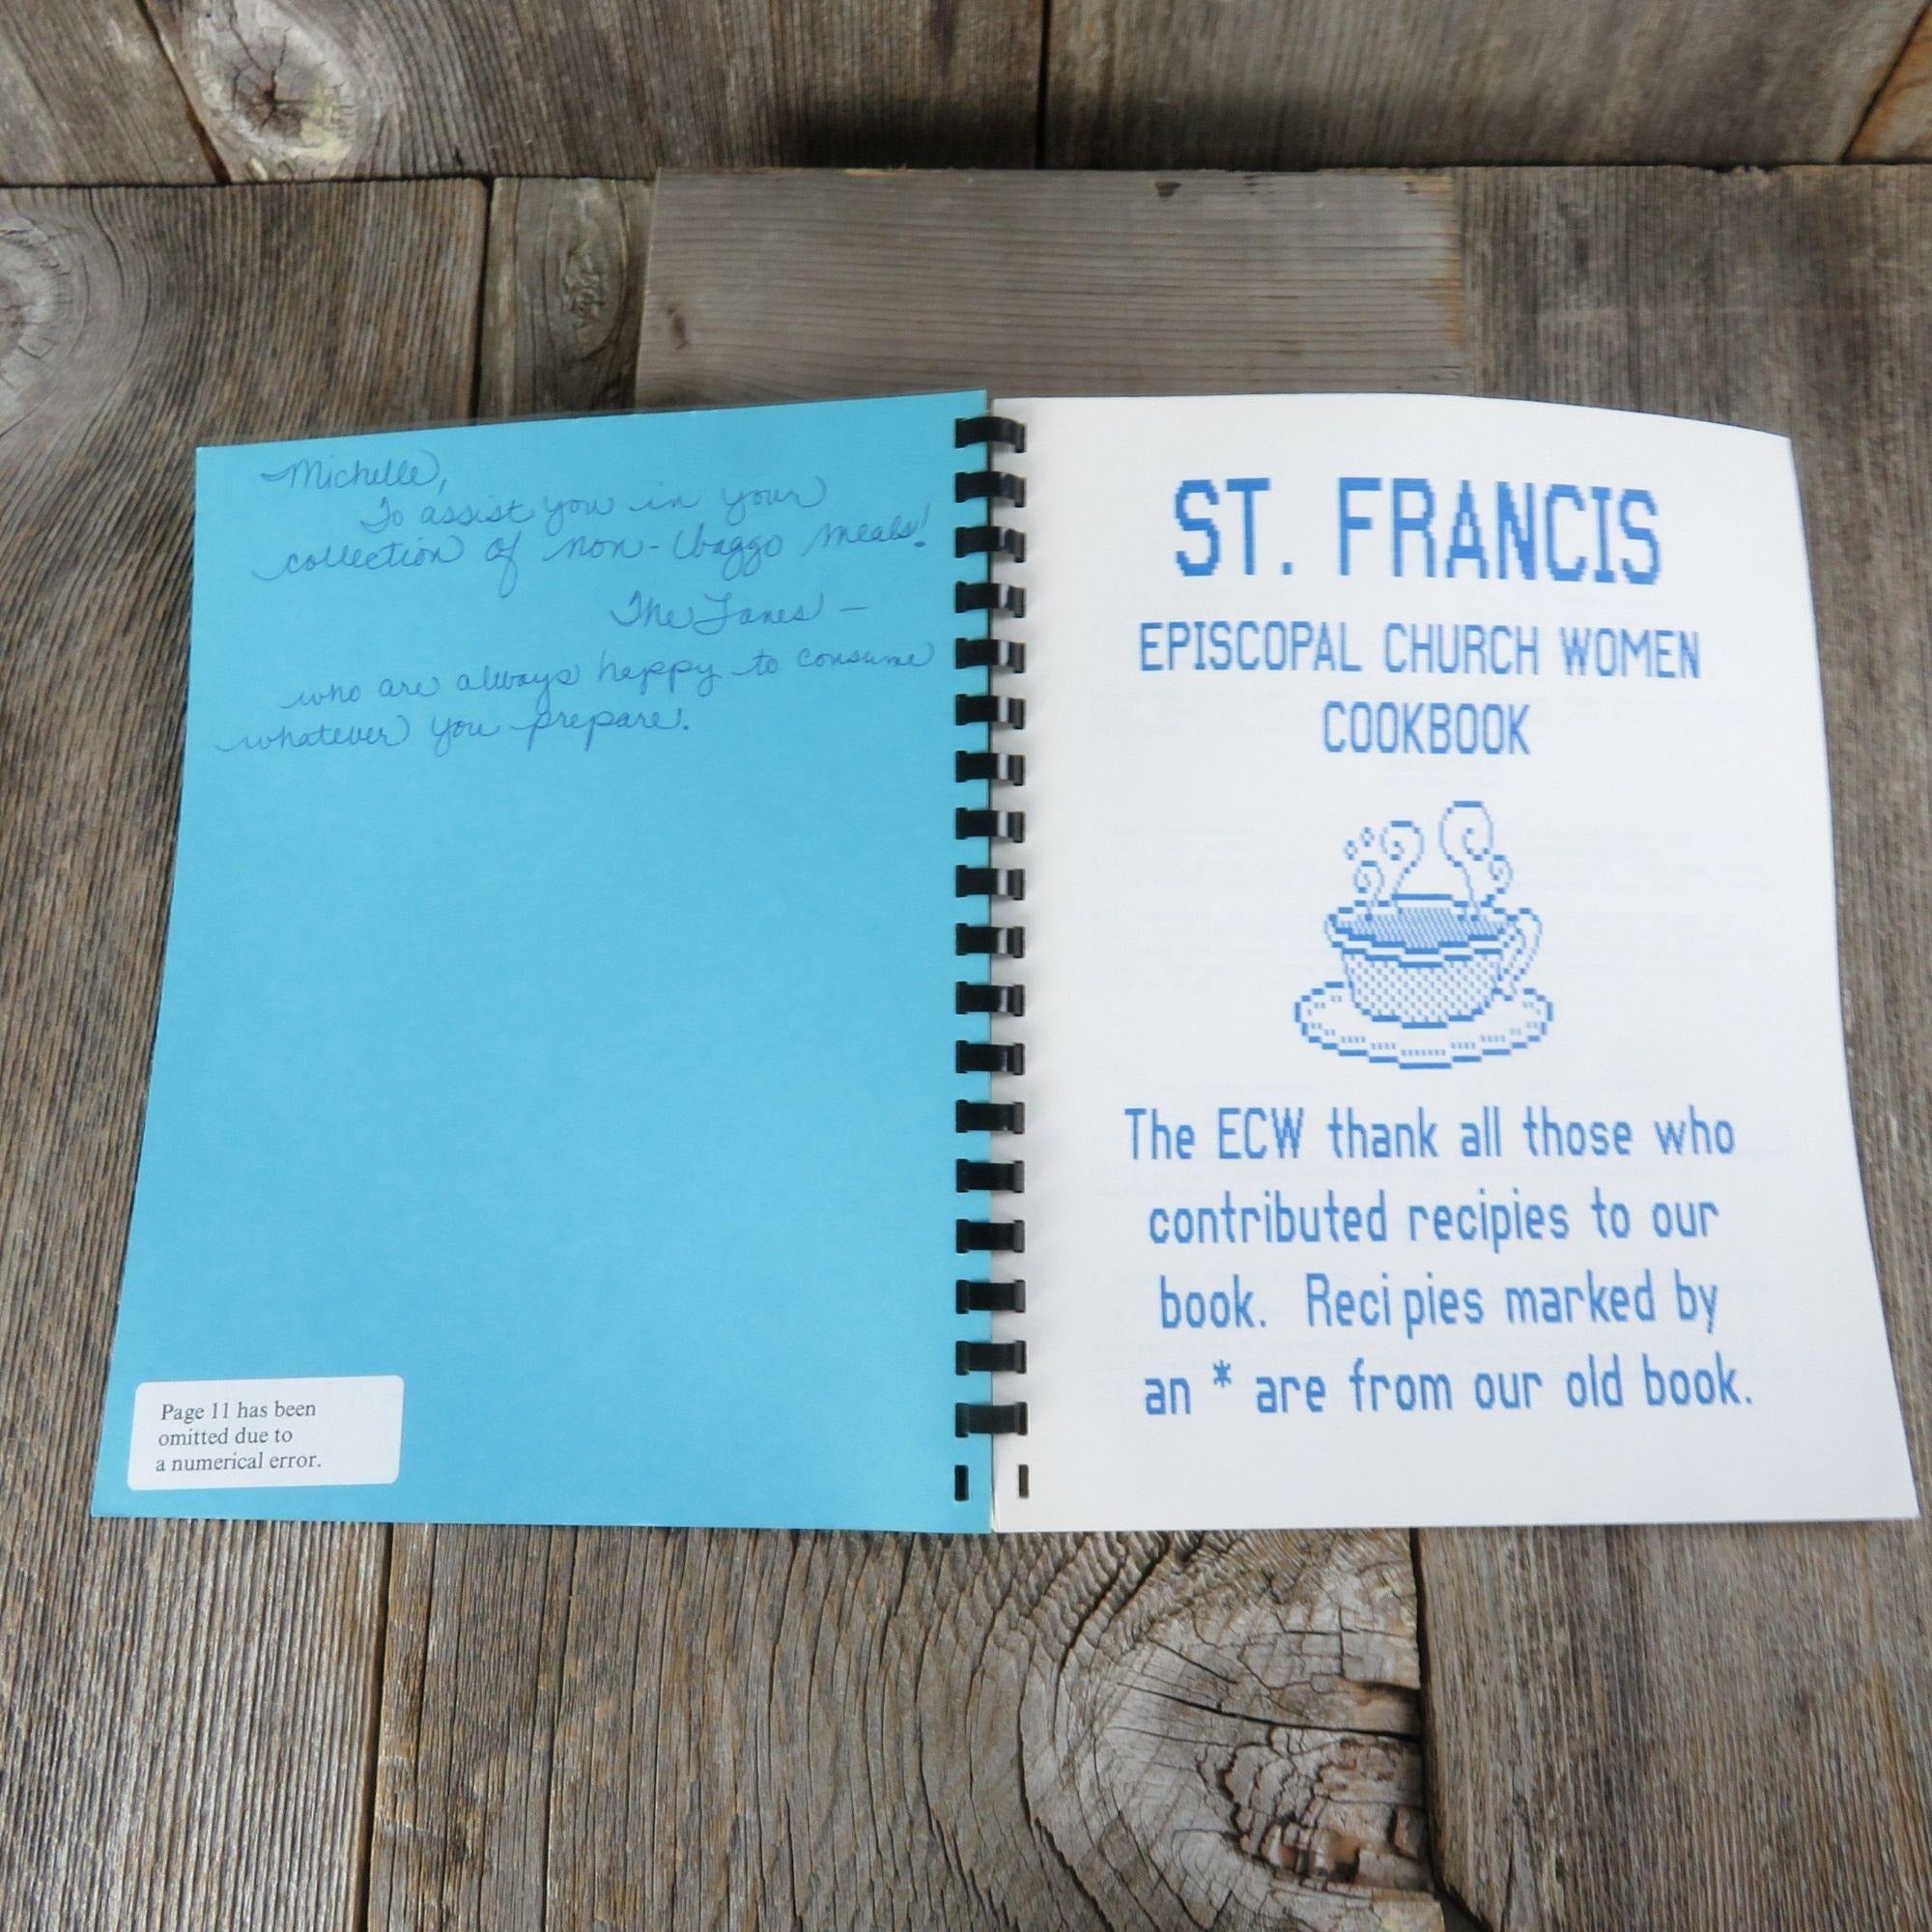 Michelle,
To assist you in your
collection of non- meals!
The Lanes —
who are always happy to consume
whatever you prepare!
Page 11 has been
omitted due to
a numerical error.
ST. FRANCIS
EPISCOPAL CHURCH WOMEN
COOKBOOK
The ECW thank all those who
contributed recipies to our
book. Recipies marked by
an * are from our old book.